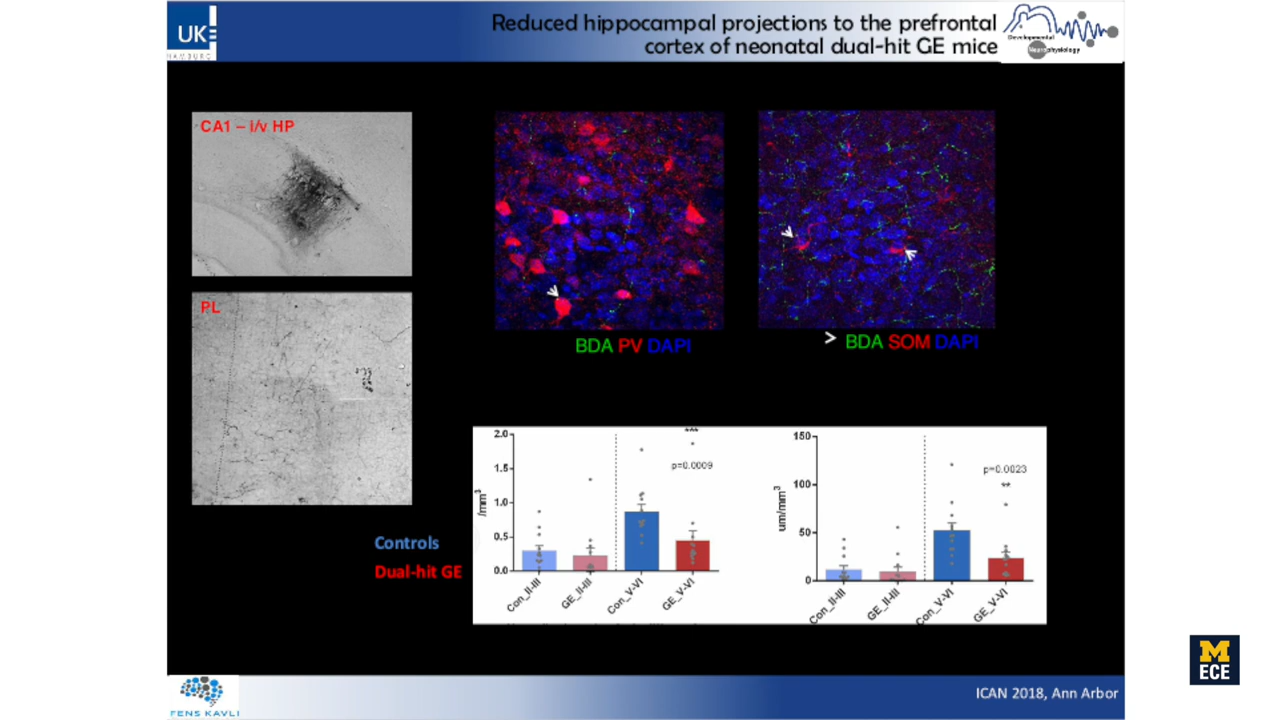 UKE
HAMBURG
Reduced hippocampal projections to the prefrontal
cortex of neonatal dual-hit GE mice
Developmental
Neurophysiology
CA1 – i/v HP
PL
BDA PV DAPI
> BDA SOM DAPI
Controls
Dual-hit GE
2.0
1.5
1.0
0.5
0.0
/mm³
***
p=0.0009
Con_II-III
GE_II-III
Con_V-VI
GE_V-VI
150
100
50
0
um/mm³
p=0.0023
**
Con_II-III
GE_II-III
Con_V-VI
GE_V-VI
FENS KAVLI
ICAN 2018, Ann Arbor
M
ECE